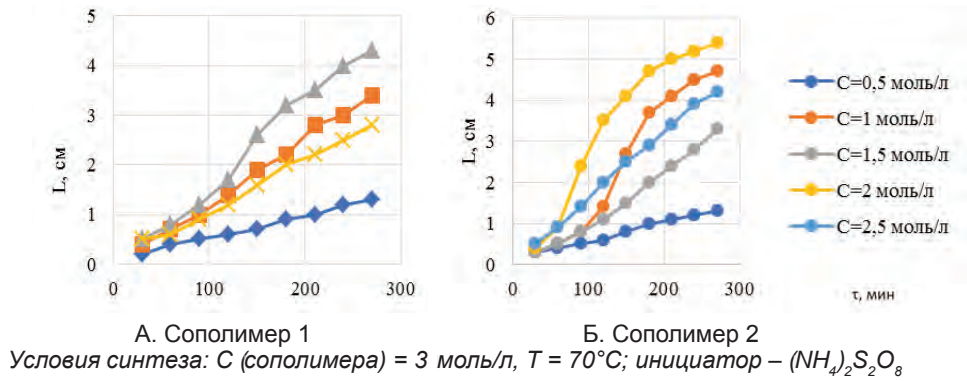 L, см
5
4
3
2
1
0
0
100
200
300
А. Сополимер 1
L, см
6
5
4
3
2
1
0
0
100
200
300
Б. Сополимер 2
C=0,5 моль/л
C=1 моль/л
C=1,5 моль/л
C=2 моль/л
C=2,5 моль/л
τ, мин
Условия синтеза: С (сополимера) = 3 моль/л, Т = 70°С; инициатор – (NH₄)₂S₂O₈